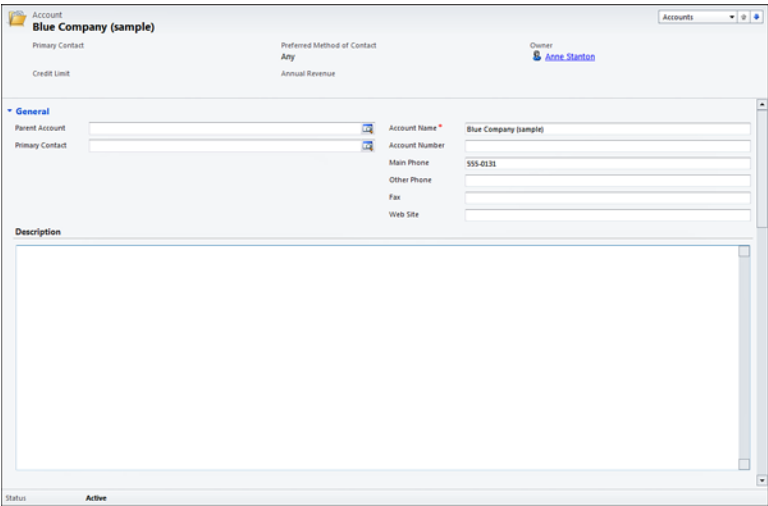 Account
Blue Company (sample)
Accounts
Primary Contact
Preferred Method of Contact
Owner
Any
Anne Stanton
Credit Limit
Annual Revenue
General
Parent Account
Account Name *
Blue Company (sample)
Primary Contact
Account Number
Main Phone
555-0131
Other Phone
Fax
Web Site
Description
Status
Active